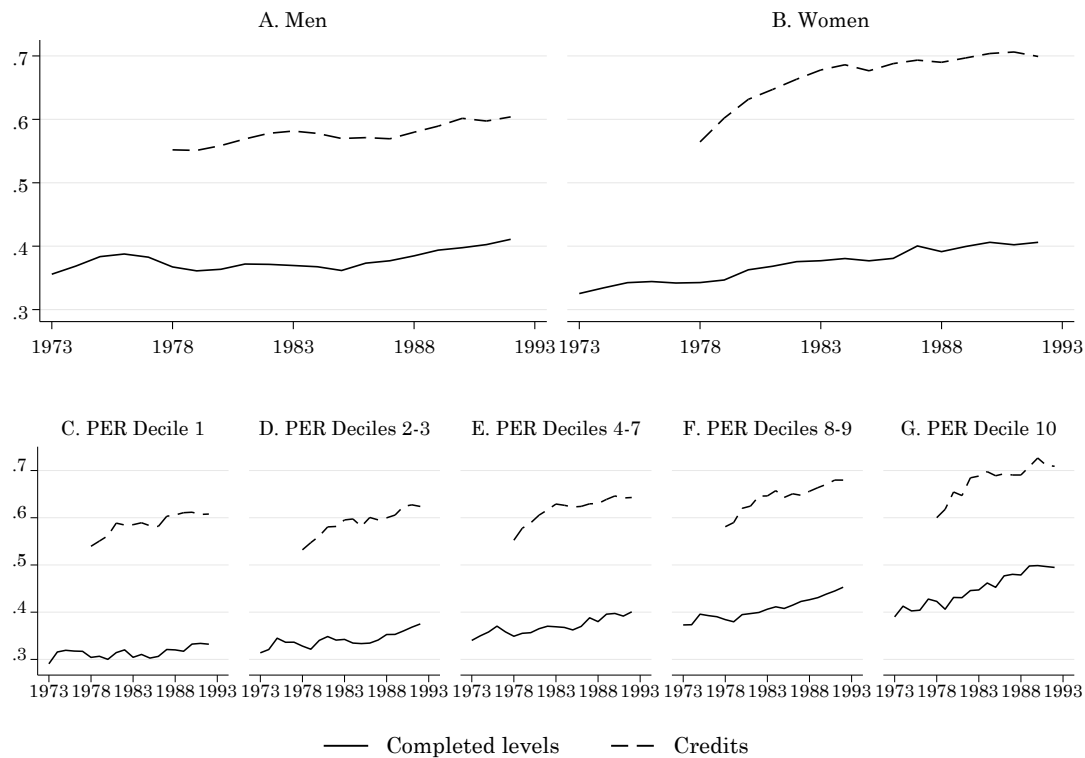 A. Men
B. Women
.7
.6
.5
.4
.3
1973 1978 1983 1988 1993
1973 1978 1983 1988 1993
C. PER Decile 1
D. PER Deciles 2-3
E. PER Deciles 4-7
F. PER Deciles 8-9
G. PER Decile 10
.7
.6
.5
.4
.3
1973 1978 1983 1988 1993
1973 1978 1983 1988 1993
1973 1978 1983 1988 1993
1973 1978 1983 1988 1993
1973 1978 1983 1988 1993
Completed levels
Credits